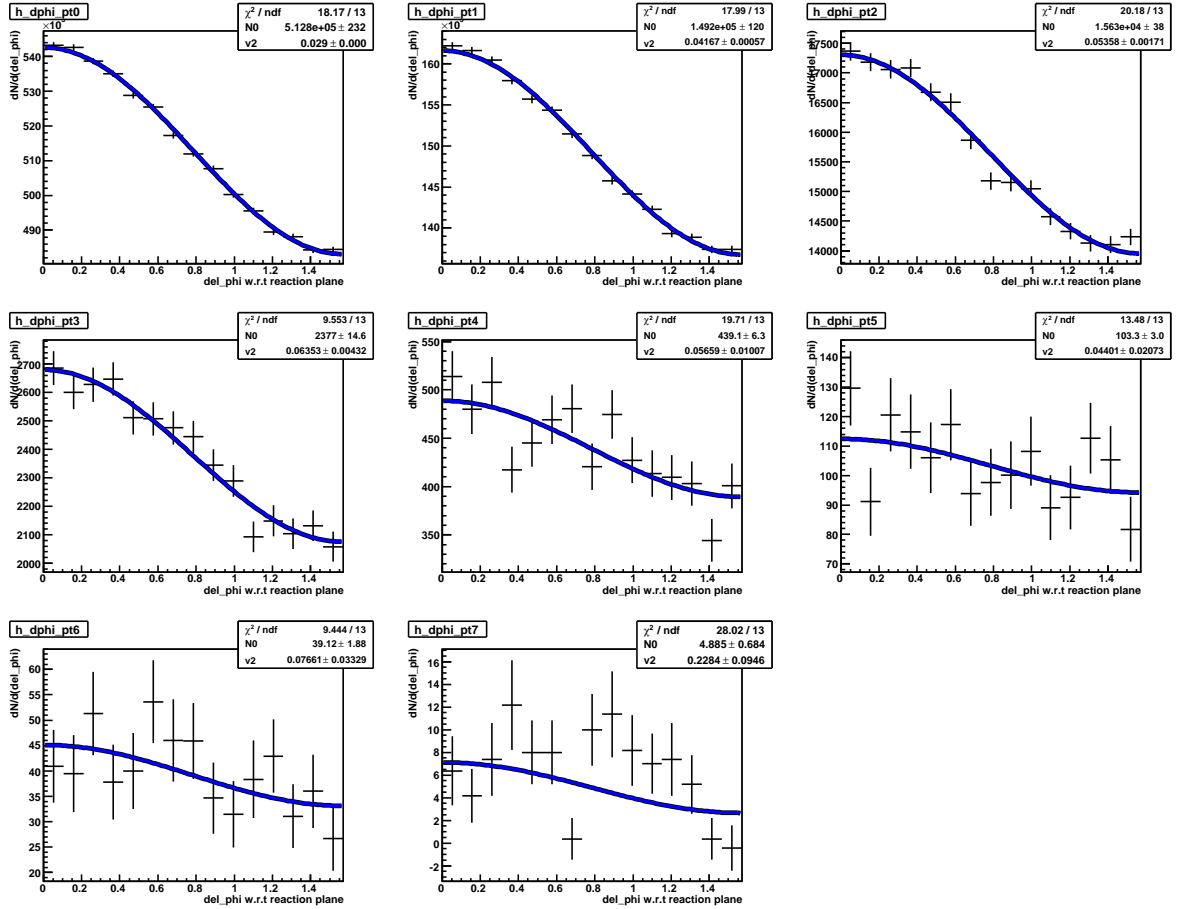 h_dphi_pt0
χ² / ndf 18.17 / 13
N0 5.128e+05 ± 232
v2 0.029 ± 0.000
dN/d(del_phi)
540
530
520
510
500
490
0 0.2 0.4 0.6 0.8 1 1.2 1.4
del_phi w.r.t reaction plane
h_dphi_pt1
χ² / ndf 17.99 / 13
N0 1.492e+05 ± 120
v2 0.04167 ± 0.00057
dN/d(del_phi)
160
155
150
145
140
0 0.2 0.4 0.6 0.8 1 1.2 1.4
del_phi w.r.t reaction plane
h_dphi_pt2
χ² / ndf 20.18 / 13
N0 1.563e+04 ± 38
v2 0.05358 ± 0.00171
dN/d(del_phi)
17500
17000
16500
16000
15500
15000
14500
14000
0 0.2 0.4 0.6 0.8 1 1.2 1.4
del_phi w.r.t reaction plane
h_dphi_pt3
χ² / ndf 9.553 / 13
N0 2377 ± 14.6
v2 0.06353 ± 0.00432
dN/d(del_phi)
2700
2600
2500
2400
2300
2200
2100
2000
0 0.2 0.4 0.6 0.8 1 1.2 1.4
del_phi w.r.t reaction plane
h_dphi_pt4
χ² / ndf 19.71 / 13
N0 439.1 ± 6.3
v2 0.05659 ± 0.01007
dN/d(del_phi)
550
500
450
400
350
0 0.2 0.4 0.6 0.8 1 1.2 1.4
del_phi w.r.t reaction plane
h_dphi_pt5
χ² / ndf 13.48 / 13
N0 103.3 ± 3.0
v2 0.04401 ± 0.02073
dN/d(del_phi)
140
130
120
110
100
90
80
70
0 0.2 0.4 0.6 0.8 1 1.2 1.4
del_phi w.r.t reaction plane
h_dphi_pt6
χ² / ndf 9.444 / 13
N0 39.12 ± 1.88
v2 0.07661 ± 0.03329
dN/d(del_phi)
60
55
50
45
40
35
30
25
20
0 0.2 0.4 0.6 0.8 1 1.2 1.4
del_phi w.r.t reaction plane
h_dphi_pt7
χ² / ndf 28.02 / 13
N0 4.885 ± 0.684
v2 0.2284 ± 0.0946
dN/d(del_phi)
16
14
12
10
8
6
4
2
0
-2
0 0.2 0.4 0.6 0.8 1 1.2 1.4
del_phi w.r.t reaction plane